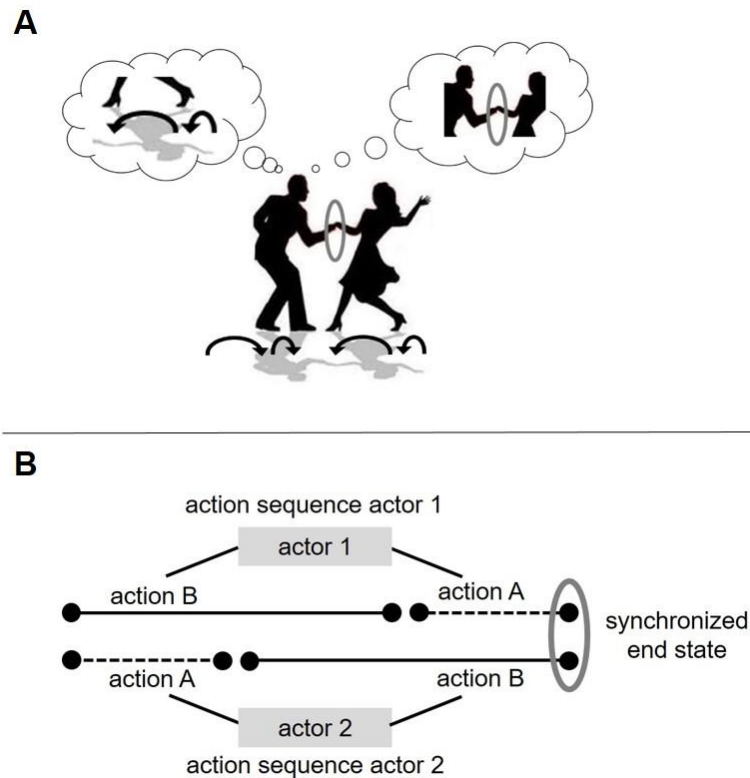 A
B
action sequence actor 1
actor 1
action B
action A
synchronized
end state
action A
action B
actor 2
action sequence actor 2